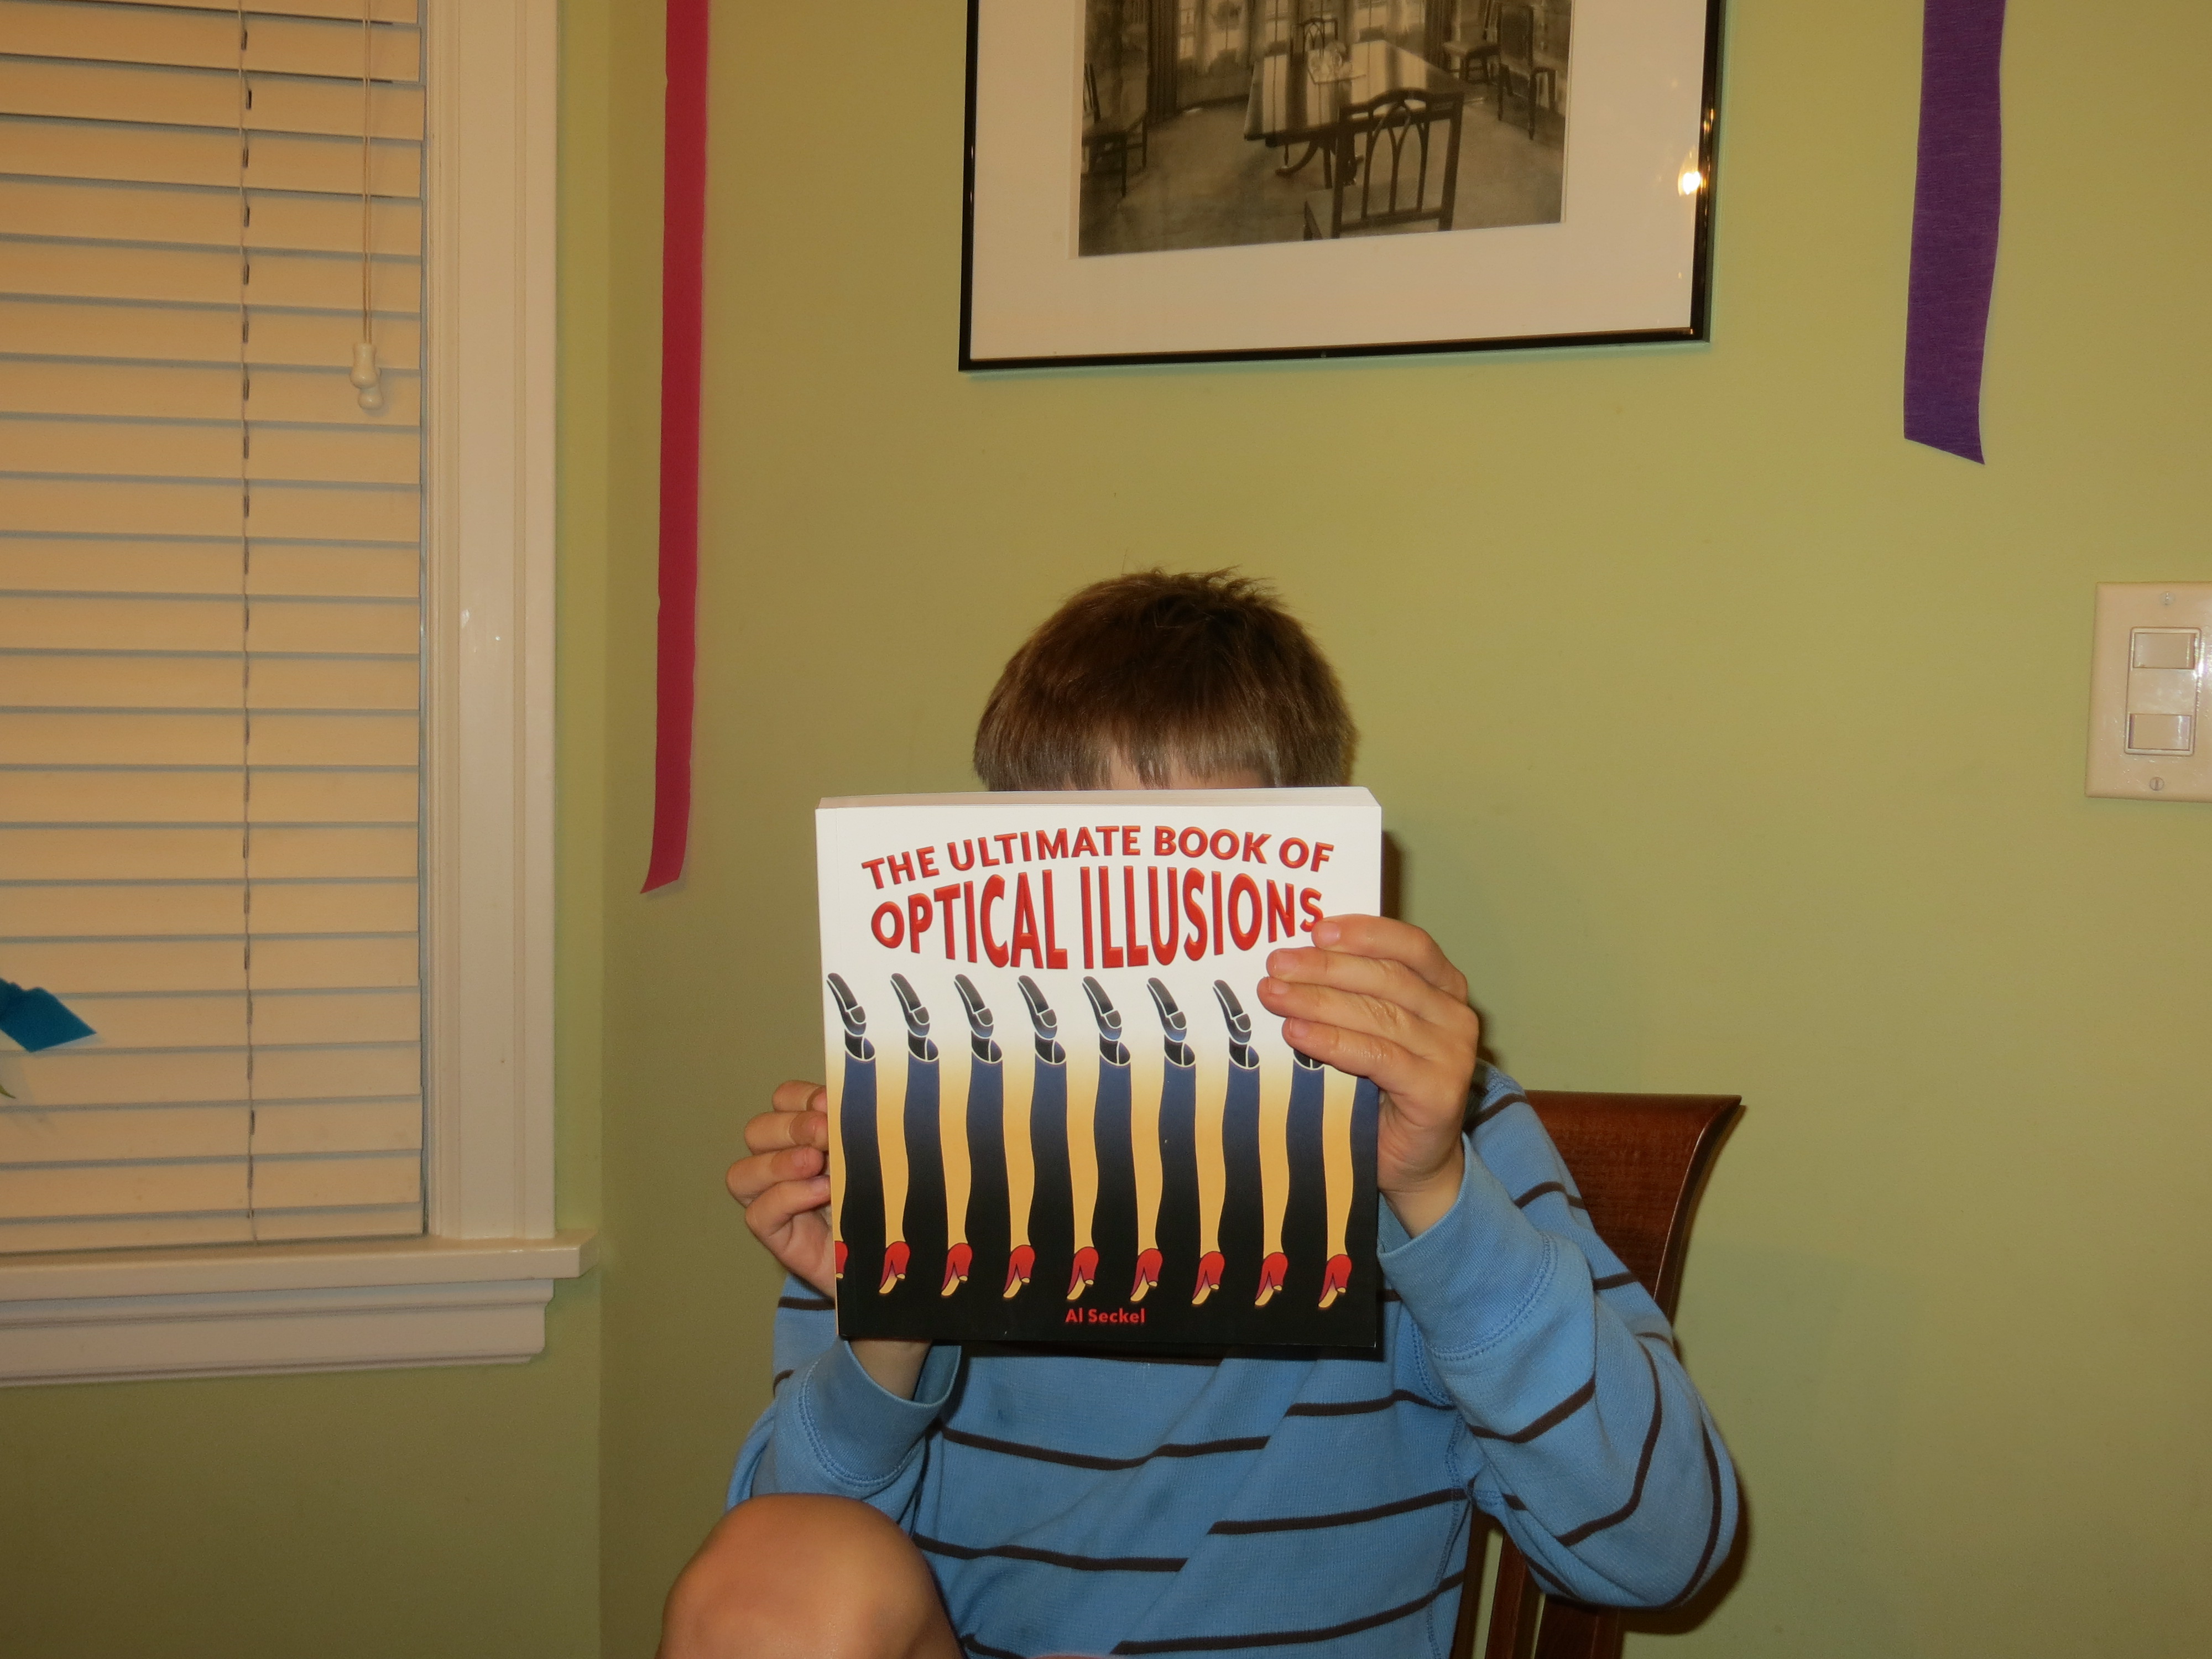 THE ULTIMATE BOOK OF
OPTICAL ILLUSIONS
Al Seckel